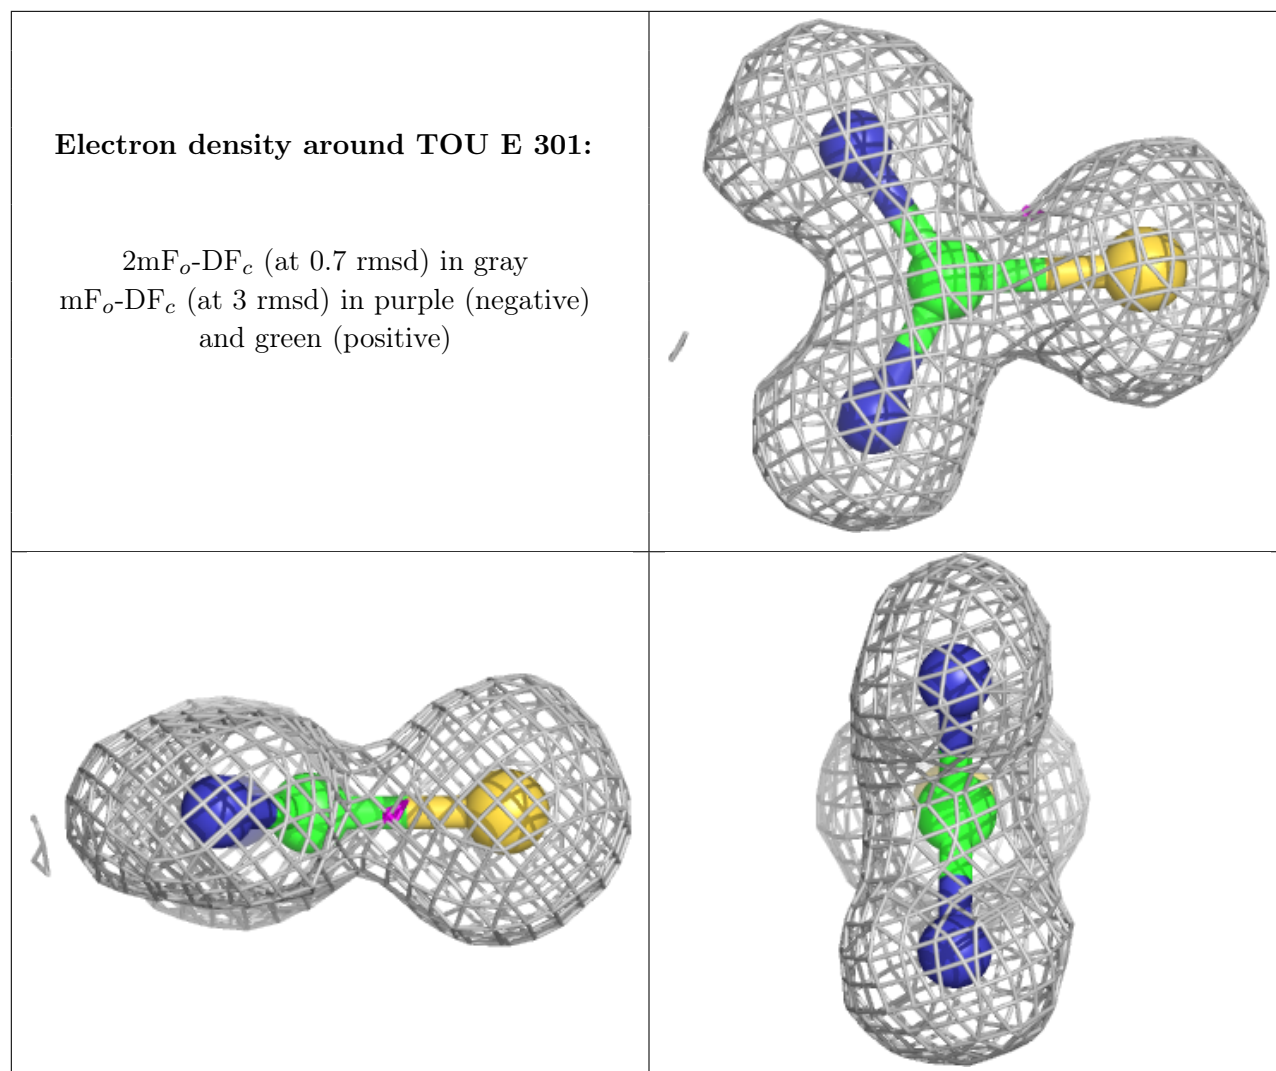 Electron density around TOU E 301:
2mFₒ-DF𝒸 (at 0.7 rmsd) in gray
mFₒ-DF𝒸 (at 3 rmsd) in purple (negative)
and green (positive)